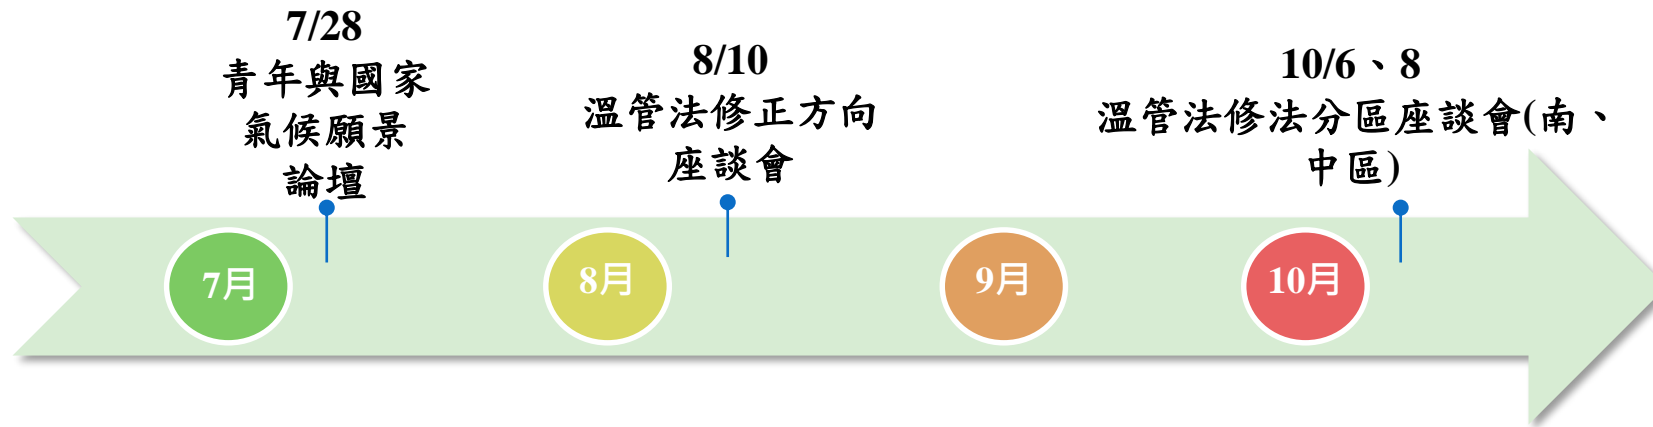 7/28
青年與國家
氣候願景
論壇
8/10
溫管法修正方向
座談會
10/6、8
溫管法修法分區座談會(南、
中區)
7月
8月
9月
10月